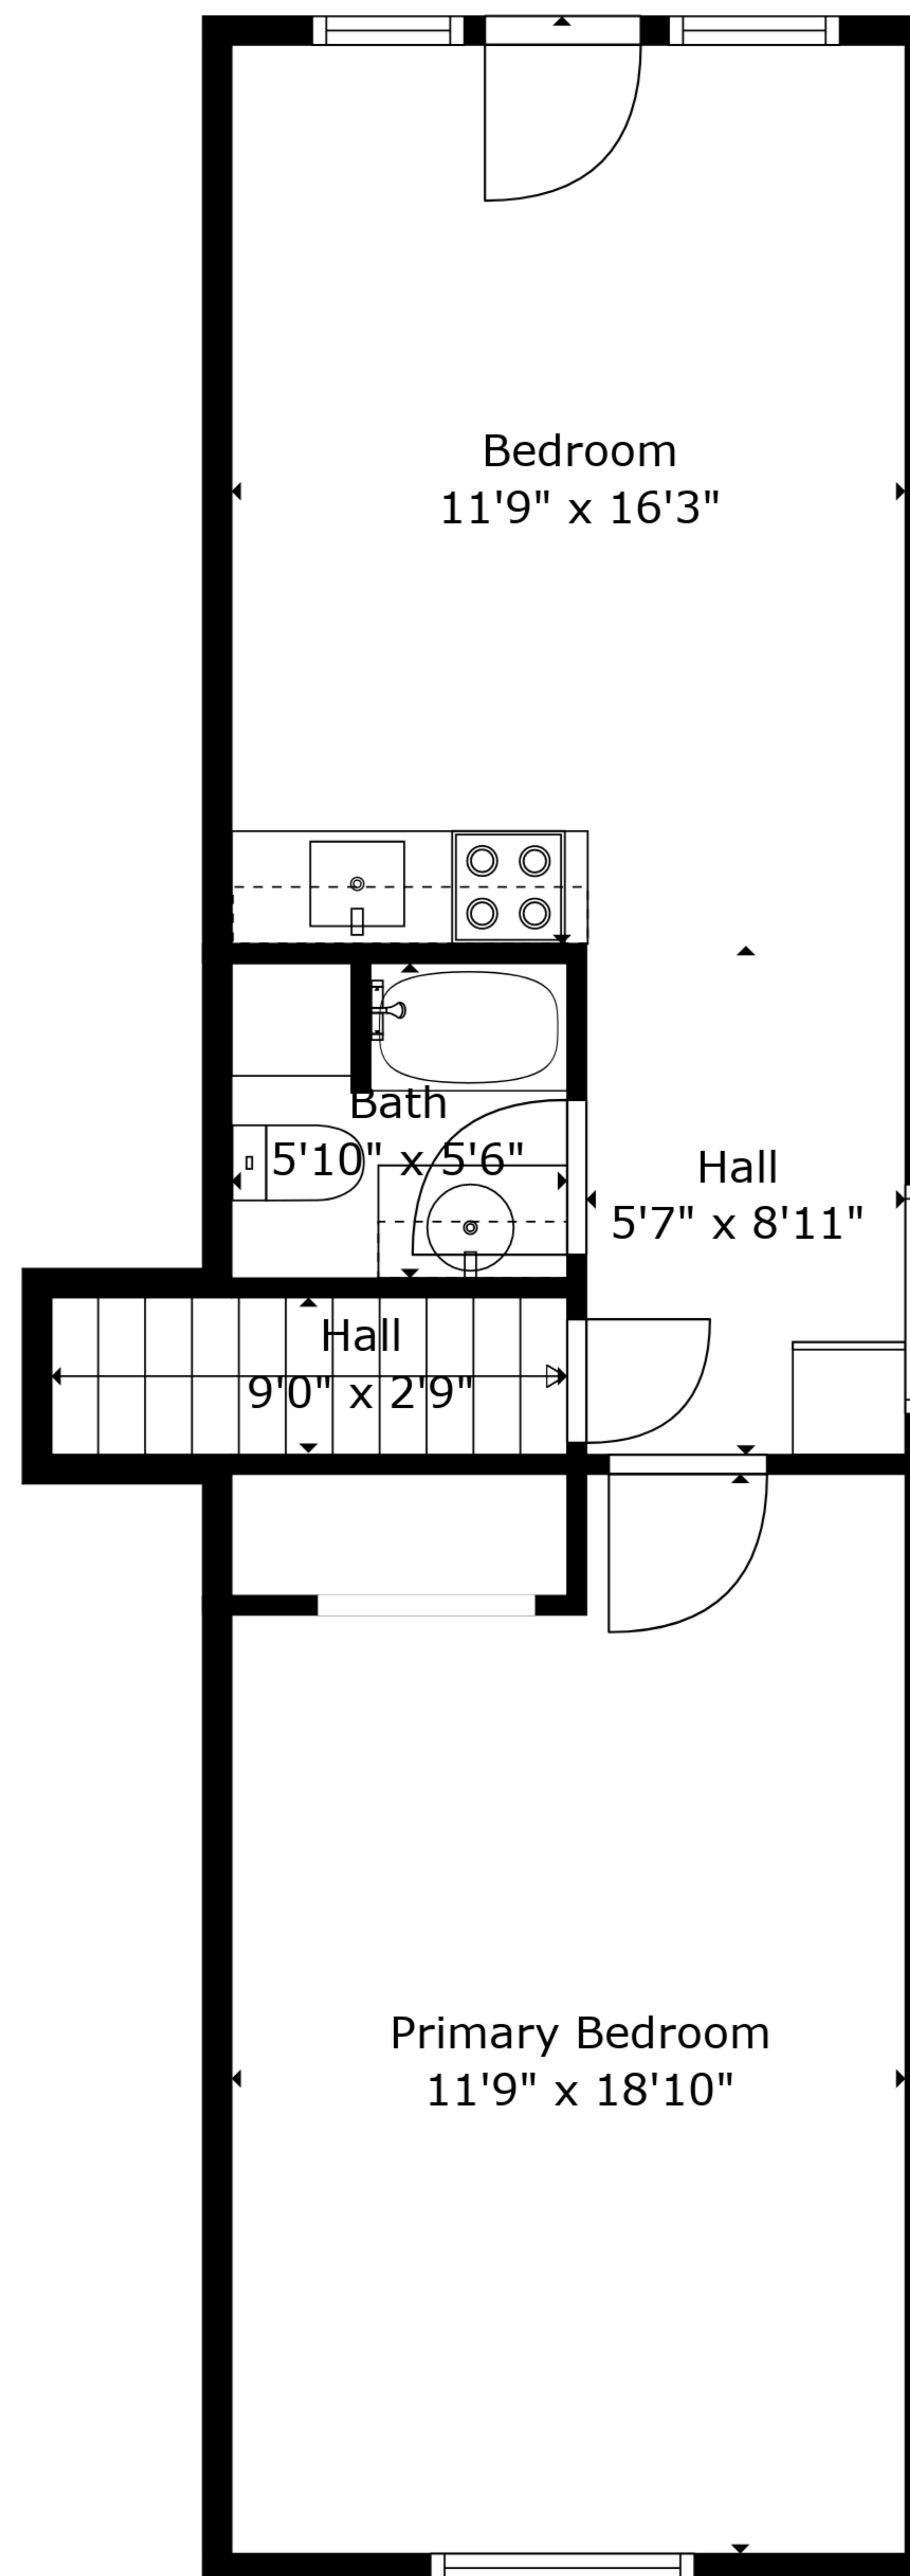 Bedroom
11'9" x 16'3"
Bath
5'10" x 5'6"
Hall
5'7" x 8'11"
Hall
9'0" x 2'9"
Primary Bedroom
11'9" x 18'10"